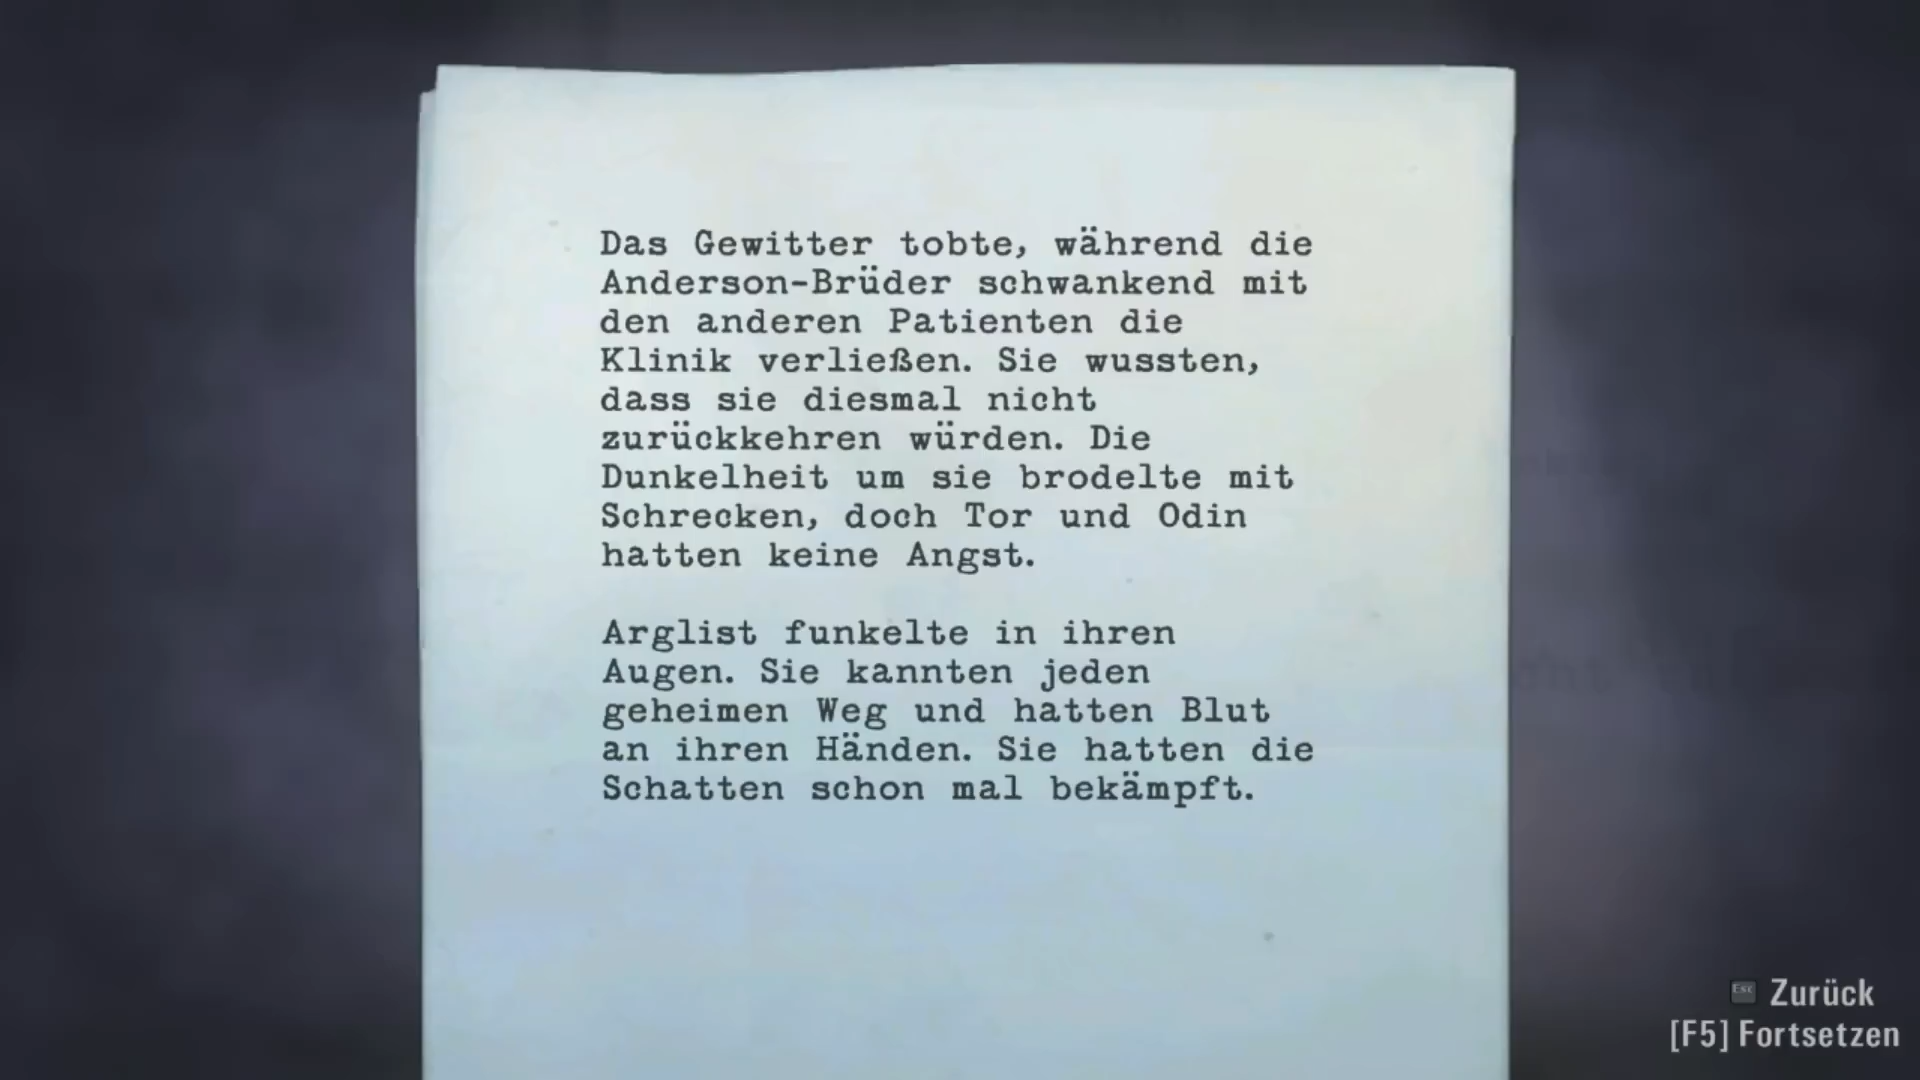 Das Gewitter tobte, während die
Anderson-Brüder schwankend mit
den anderen Patienten die
Klinik verließen. Sie wussten,
dass sie diesmal nicht
zurückkehren würden. Die
Dunkelheit um sie brodelte mit
Schrecken, doch Tor und Odin
hatten keine Angst.
Arglist funkelte in ihren
Augen. Sie kannten jeden
geheimen Weg und hatten Blut
an ihren Händen. Sie hatten die
Schatten schon mal bekämpft.
Esc Zurück
[F5] Fortsetzen